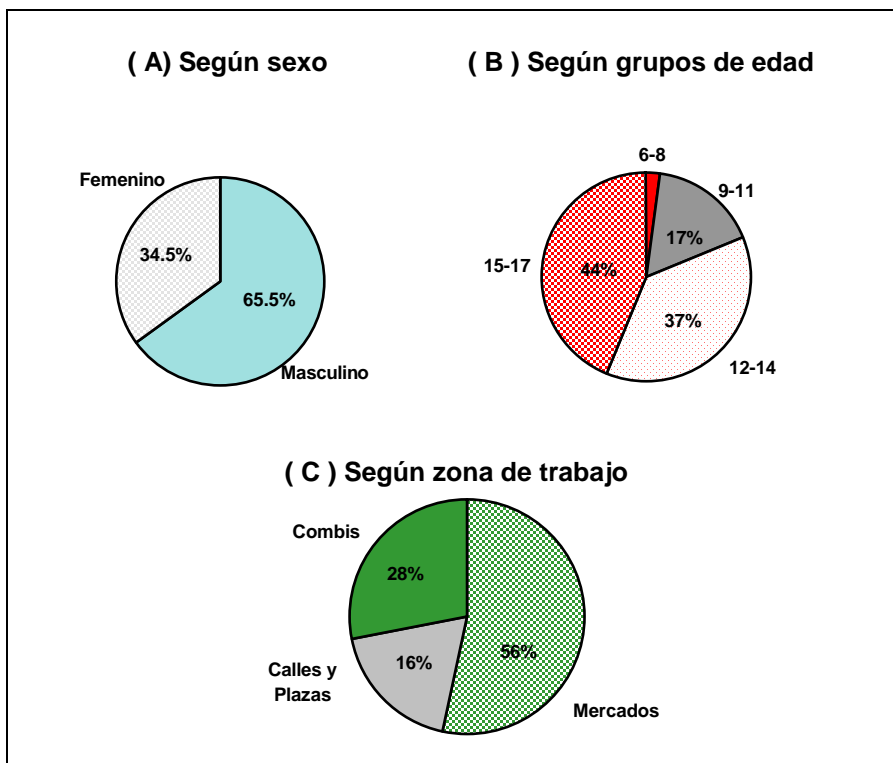 ( A) Según sexo
Femenino
34.5%
65.5%
Masculino
( B ) Según grupos de edad
6-8
9-11
17%
15-17
44%
37%
12-14
( C ) Según zona de trabajo
Combis
28%
Calles y
Plazas
16%
56%
Mercados